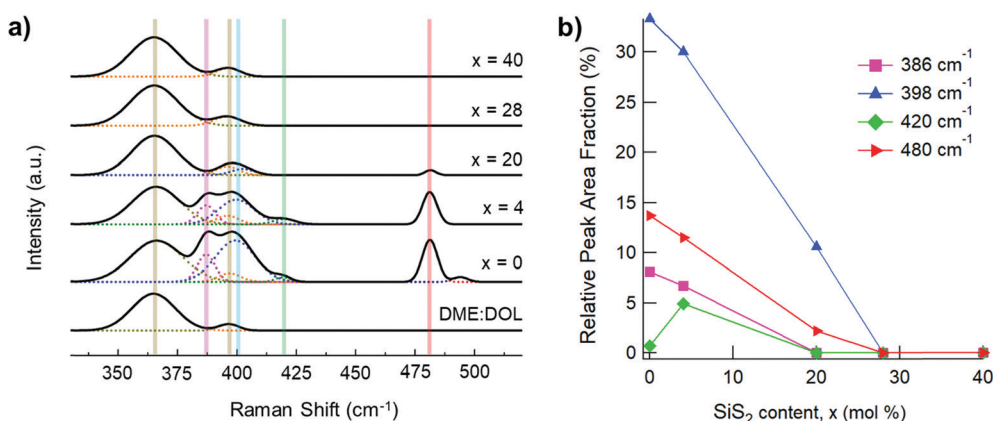 a)
x = 40
x = 28
x = 20
x = 4
x = 0
DME:DOL
Intensity (a.u.)
350 375 400 425 450 475 500
Raman Shift (cm⁻¹)
b)
386 cm⁻¹
398 cm⁻¹
420 cm⁻¹
480 cm⁻¹
Relative Peak Area Fraction (%)
30
25
20
15
10
5
0
0 10 20 30 40
SiS₂ content, x (mol %)